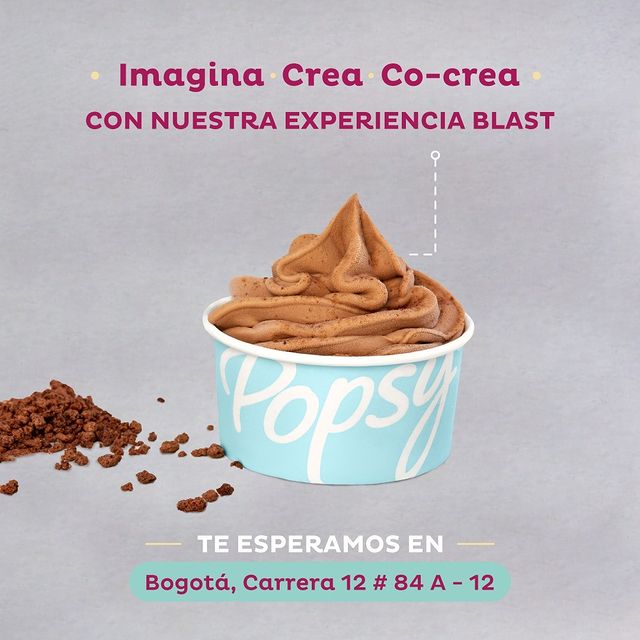 • Imagina · Crea · Co-crea •
CON NUESTRA EXPERIENCIA BLAST
Popsy
TE ESPERAMOS EN
Bogotá, Carrera 12 # 84 A - 12